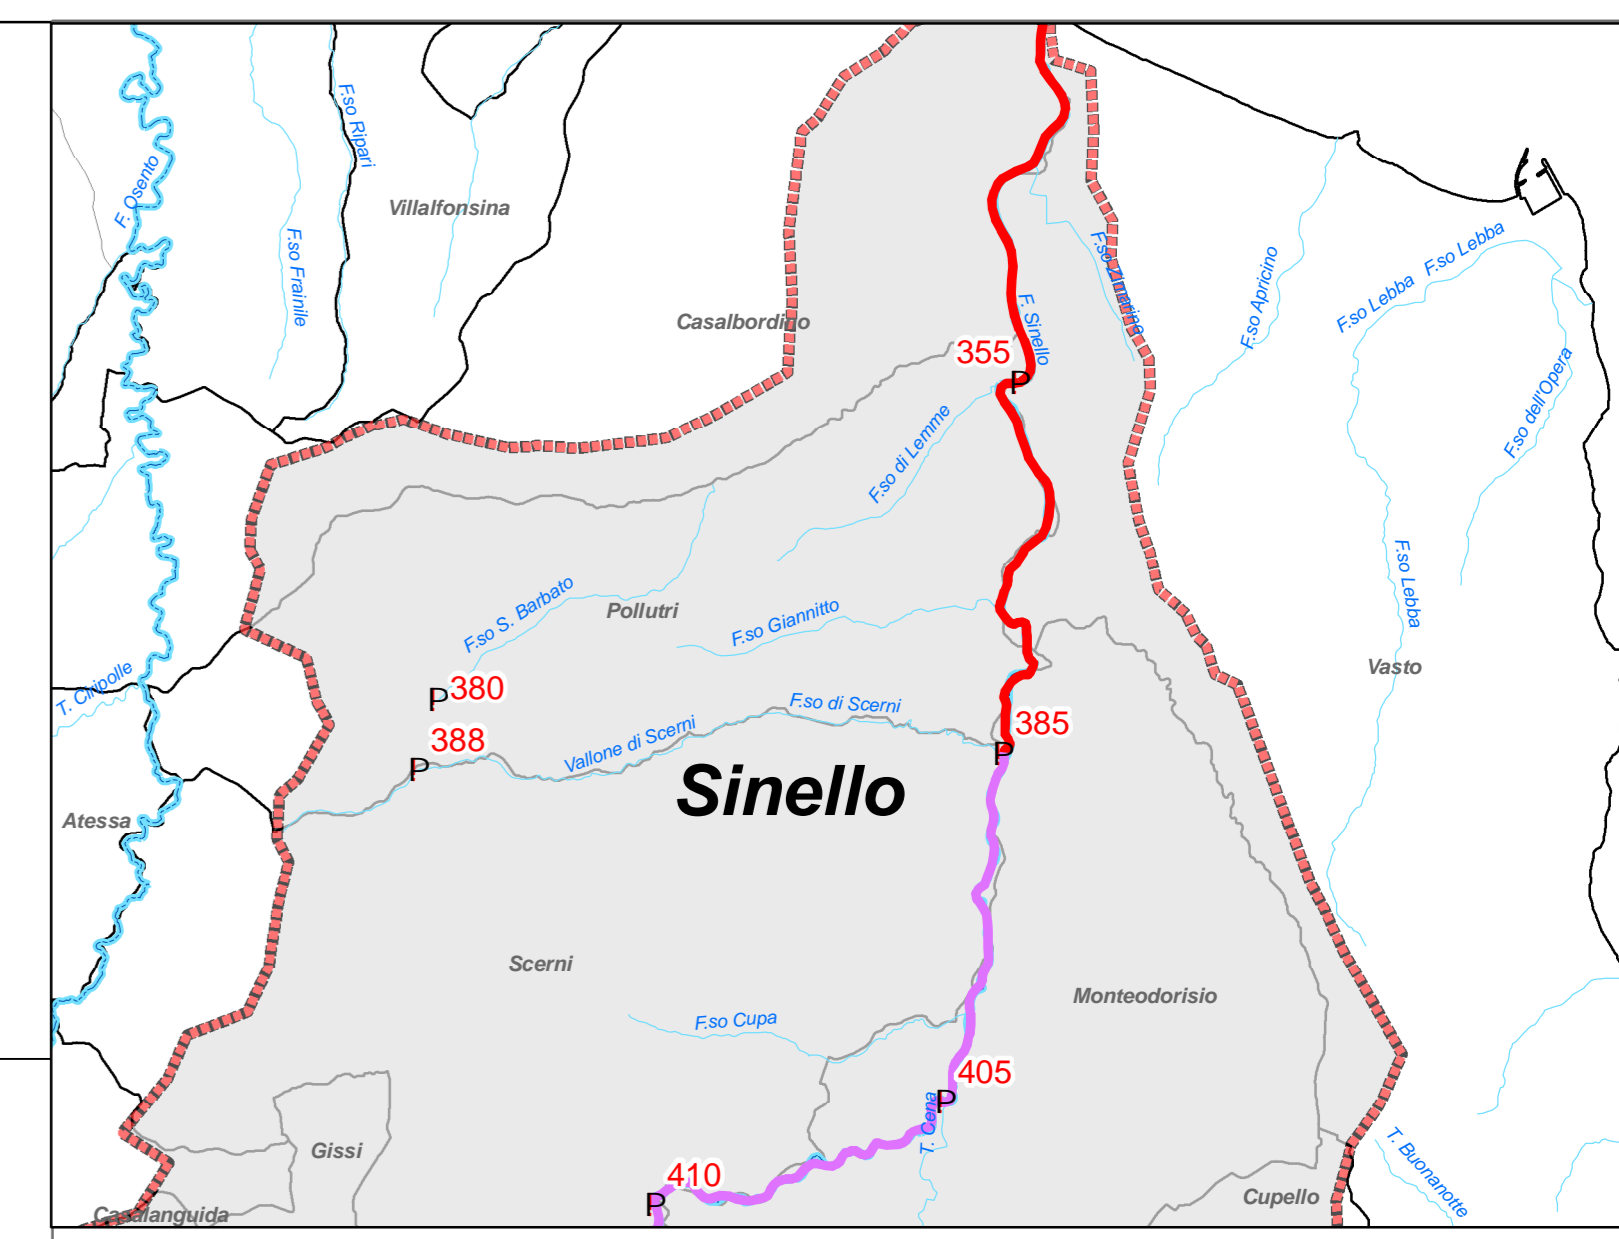 F.so Ripari
F. Osento
Villalfonsina
F.so Frainile
F.so Zimarino
F.so Apricino
F.so Lebba
F.so Lebba
Casalbordino
F. Sinello
355
P
F.so dell'Opera
F.so di Lemme
F.so Lebba
F.so S. Barbato
Pollutri
F.so Giannitto
Vasto
T. Ciripolle
P
380
F.so di Scerni
388
P
Vallone di Scerni
385
P
Sinello
Atessa
Scerni
Monteodorisio
F.so Cupa
405
P
T. Cena
Gissi
T. Buonanotte
410
P
Cupello
Casalanguida